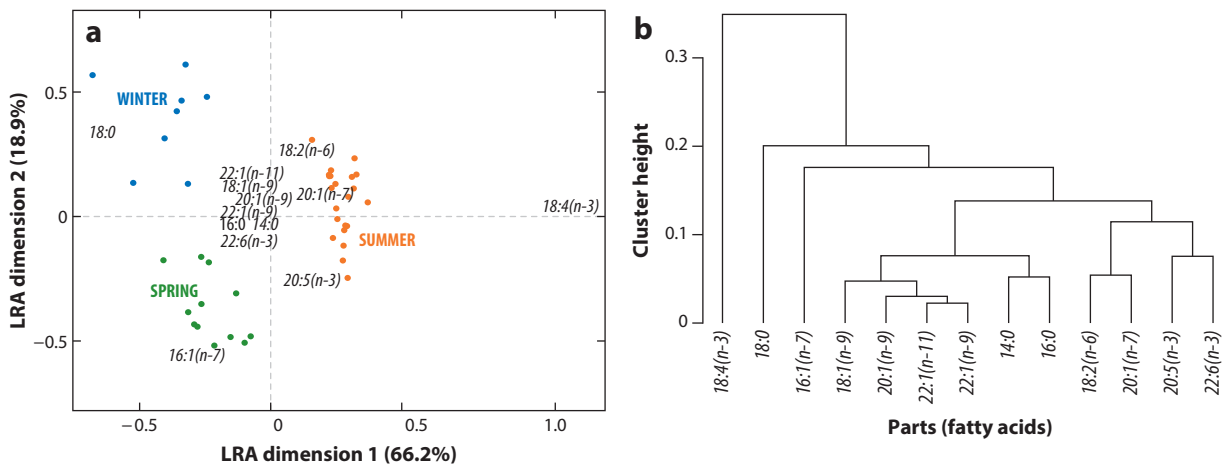 a
LRA dimension 2 (18.9%)
0.5
0
−0.5
WINTER
18:0
18:2(n-6)
22:1(n-11)
18:1(n-9)
20:1(n-7)
20:1(n-9)
22:1(n-9)
18:4(n-3)
16:0 14:0
22:6(n-3)
SUMMER
20:5(n-3)
SPRING
16:1(n-7)
−0.5 0 0.5 1.0
LRA dimension 1 (66.2%)
b
Cluster height
0.3
0.2
0.1
0
18:4(n-3)
18:0
16:1(n-7)
18:1(n-9)
20:1(n-9)
22:1(n-11)
22:1(n-9)
14:0
16:0
18:2(n-6)
20:1(n-7)
20:5(n-3)
22:6(n-3)
Parts (fatty acids)